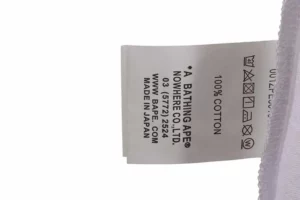 100% COTTON
*A BATHING APE®
NOWHERE CO.,LTD.
03 (5772) 2524
WWW. BAPE. COM
MADE IN JAPAN